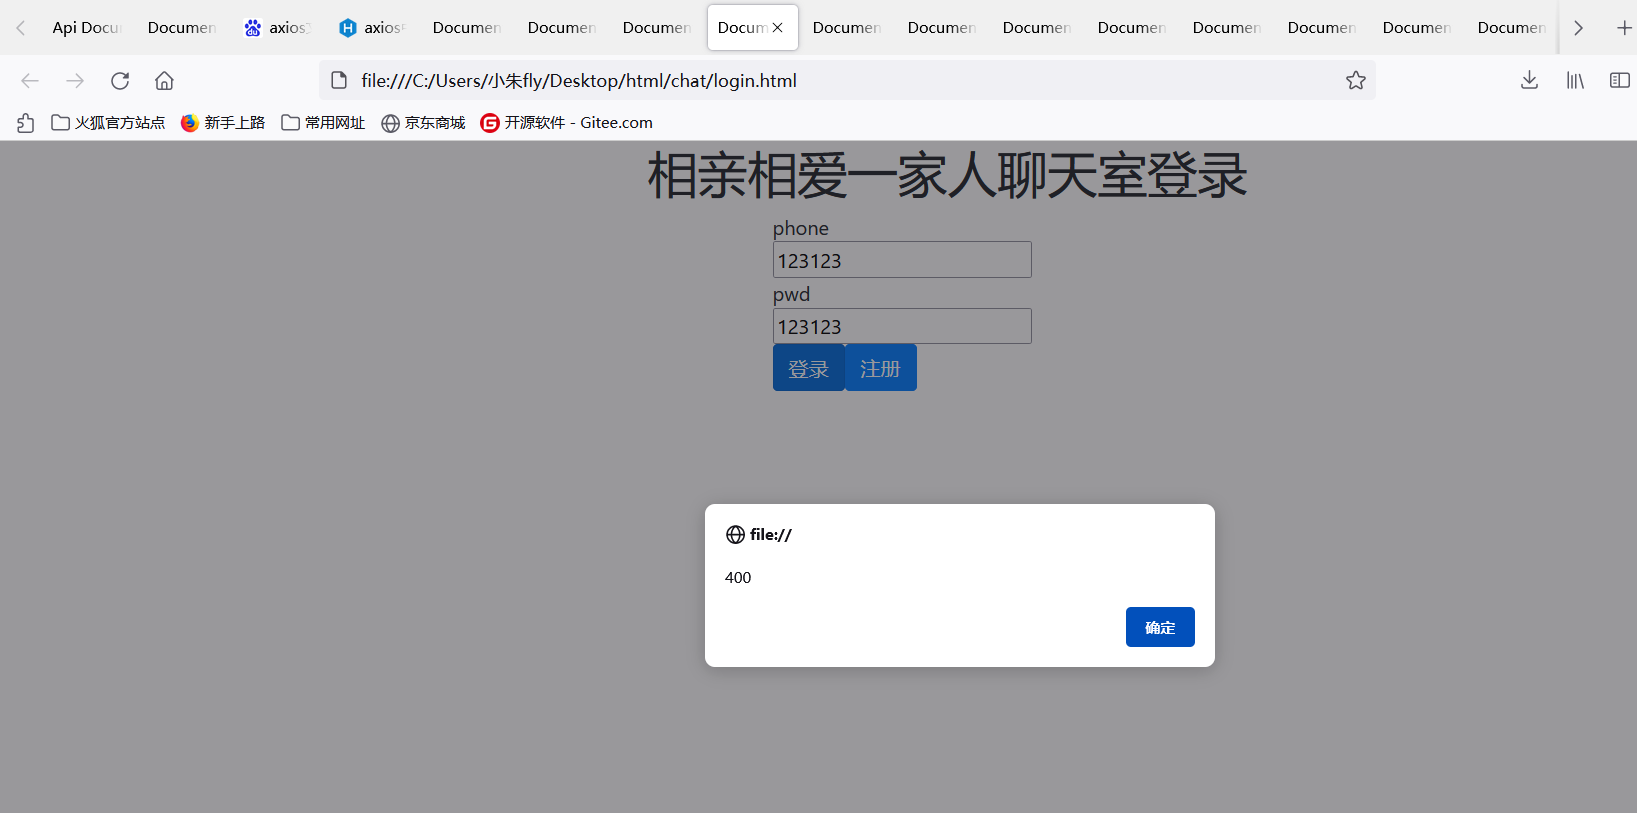 Api Docu Documen axios axios Documen Documen Documen Docum Documen Documen Documen Documen Documen Documen Documen Documen
file:///C:/Users/小朱fly/Desktop/html/chat/login.html
火狐官方站点 新手上路 常用网址 京东商城 开源软件 - Gitee.com
相亲相爱一家人聊天室登录
phone
123123
pwd
123123
登录 注册
file://
400
确定